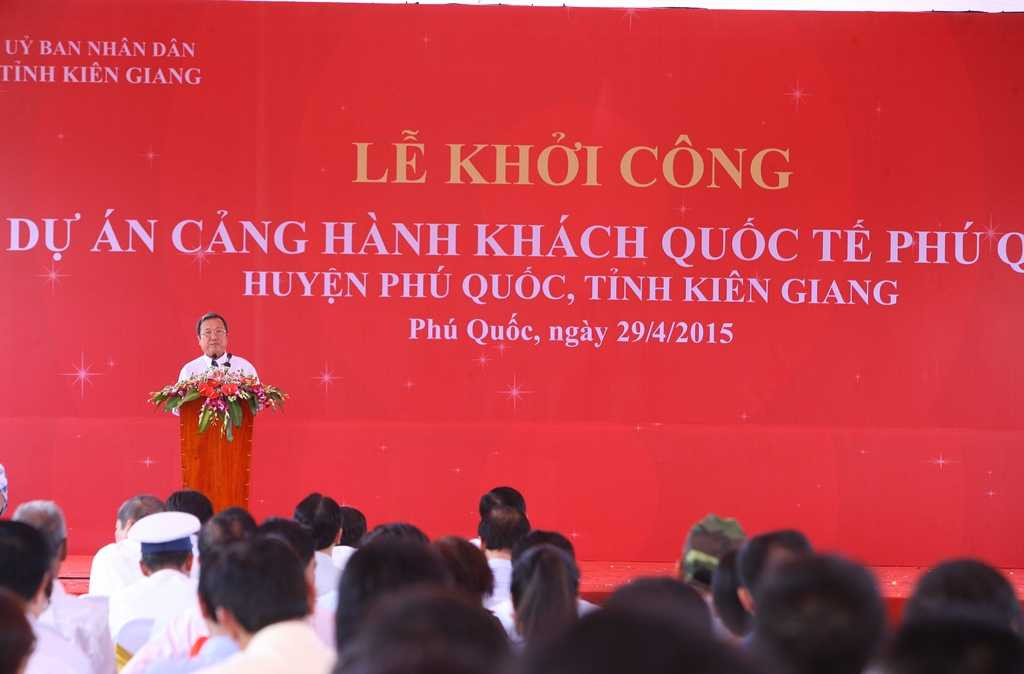 UỶ BAN NHÂN DÂN
TỈNH KIÊN GIANG
LỄ KHỞI CÔNG
DỰ ÁN CẢNG HÀNH KHÁCH QUỐC TẾ PHÚ Q
HUYỆN PHÚ QUỐC, TỈNH KIÊN GIANG
Phú Quốc, ngày 29/4/2015